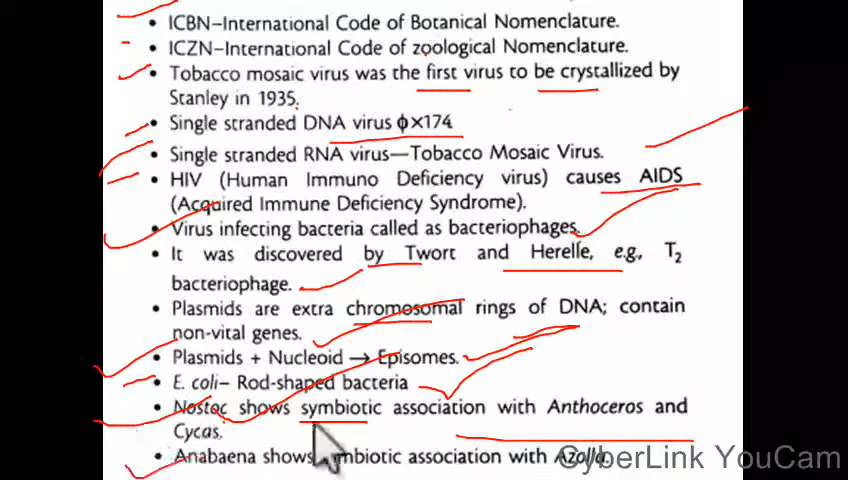 • ICBN–International Code of Botanical Nomenclature.
• ICZN–International Code of zoological Nomenclature.
• Tobacco mosaic virus was the first virus to be crystallized by
Stanley in 1935.
• Single stranded DNA virus ϕ×174
• Single stranded RNA virus—Tobacco Mosaic Virus.
• HIV (Human Immuno Deficiency virus) causes AIDS
(Acquired Immune Deficiency Syndrome).
• Virus infecting bacteria called as bacteriophages.
• It was discovered by Twort and Herelle, e.g., T₂
bacteriophage.
• Plasmids are extra chromosomal rings of DNA; contain
non-vital genes.
• Plasmids + Nucleoid → Episomes.
• E. coli– Rod-shaped bacteria
• Nostoc shows symbiotic association with Anthoceros and
Cycas.
• Anabaena shows symbiotic association with Azolla.
CyberLink YouCam